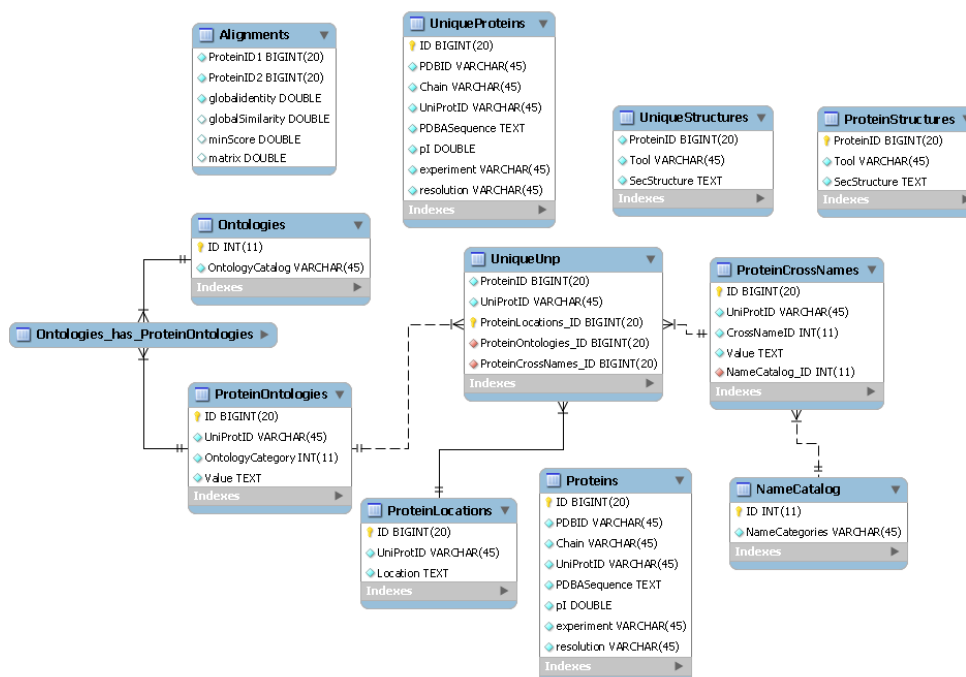 Alignments
ProteinID1 BIGINT(20)
ProteinID2 BIGINT(20)
globalIdentity DOUBLE
globalSimilarity DOUBLE
minScore DOUBLE
matrix DOUBLE
UniqueProteins
ID BIGINT(20)
PDBID VARCHAR(45)
Chain VARCHAR(45)
UniProtID VARCHAR(45)
PDBASequence TEXT
pI DOUBLE
experiment VARCHAR(45)
resolution VARCHAR(45)
Indexes
UniqueStructures
ProteinID BIGINT(20)
Tool VARCHAR(45)
SecStructure TEXT
Indexes
ProteinStructures
ProteinID BIGINT(20)
Tool VARCHAR(45)
SecStructure TEXT
Indexes
Ontologies
ID INT(11)
OntologyCatalog VARCHAR(45)
Indexes
Ontologies_has_ProteinOntologies
ProteinOntologies
ID BIGINT(20)
UniProtID VARCHAR(45)
OntologyCategory INT(11)
Value TEXT
Indexes
UniqueUnp
ProteinID BIGINT(20)
UniProtID VARCHAR(45)
ProteinLocations_ID BIGINT(20)
ProteinOntologies_ID BIGINT(20)
ProteinCrossNames_ID BIGINT(20)
Indexes
ProteinCrossNames
ID BIGINT(20)
UniProtID VARCHAR(45)
CrossNameID INT(11)
Value TEXT
NameCatalog_ID INT(11)
Indexes
ProteinLocations
ID BIGINT(20)
UniProtID VARCHAR(45)
Location TEXT
Indexes
Proteins
ID BIGINT(20)
PDBID VARCHAR(45)
Chain VARCHAR(45)
UniProtID VARCHAR(45)
PDBASequence TEXT
pI DOUBLE
experiment VARCHAR(45)
resolution VARCHAR(45)
Indexes
NameCatalog
ID INT(11)
NameCategories VARCHAR(45)
Indexes